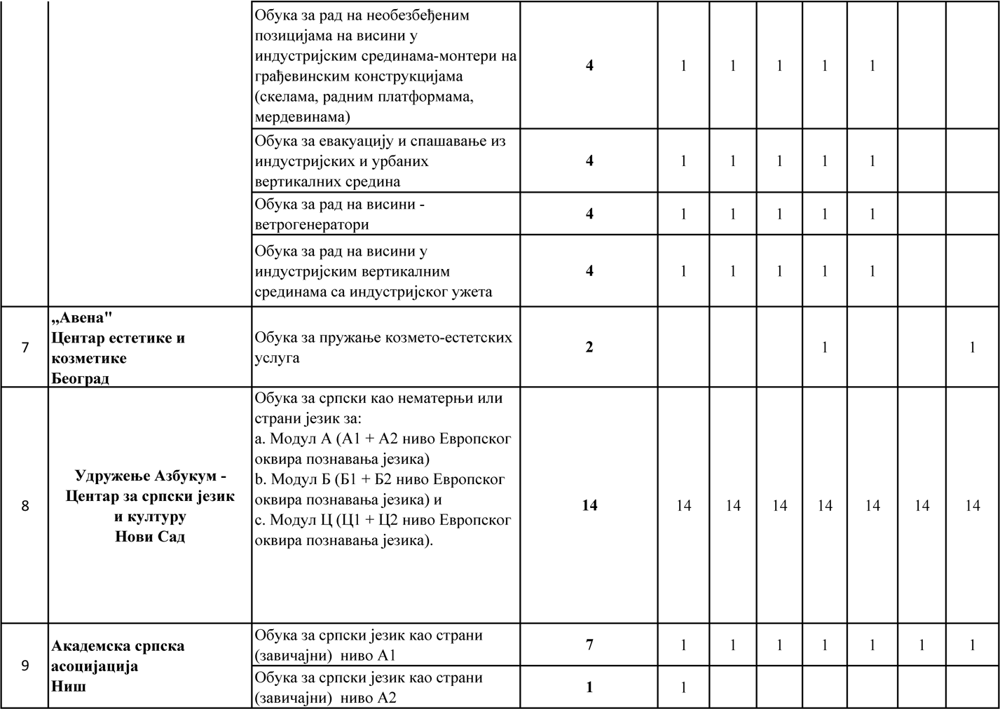 Обука за рад на необезбеђеним
позицијама на висини у
индустријским срединама-монтери на
грађевинским конструкцијама
(скелама, радним платформама,
мердевинама)
4 1 1 1 1 1
Обука за евакуацију и спашавање из
индустријских и урбаних
вертикалних средина
4 1 1 1 1 1
Обука за рад на висини -
ветрогенератори
4 1 1 1 1 1
Обука за рад на висини у
индустријским вертикалним
срединама са индустријског ужета
4 1 1 1 1 1
7
„Авена"
Центар естетике и
козметике
Београд
Обука за пружање козмето-естетских
услуга
2 1 1
8
Удружење Азбукум -
Центар за српски језик
и културу
Нови Сад
Обука за српски као нематерњи или
страни језик за:
a. Модул А (А1 + А2 ниво Европског
оквира познавања језика)
b. Модул Б (Б1 + Б2 ниво Европског
оквира познавања језика) и
c. Модул Ц (Ц1 + Ц2 ниво Европског
оквира познавања језика).
14 14 14 14 14 14 14 14
9
Академска српска
асоцијација
Ниш
Обука за српски језик као страни
(завичајни)  ниво А1
7 1 1 1 1 1 1 1
Обука за српски језик као страни
(завичајни)  ниво А2
1 1